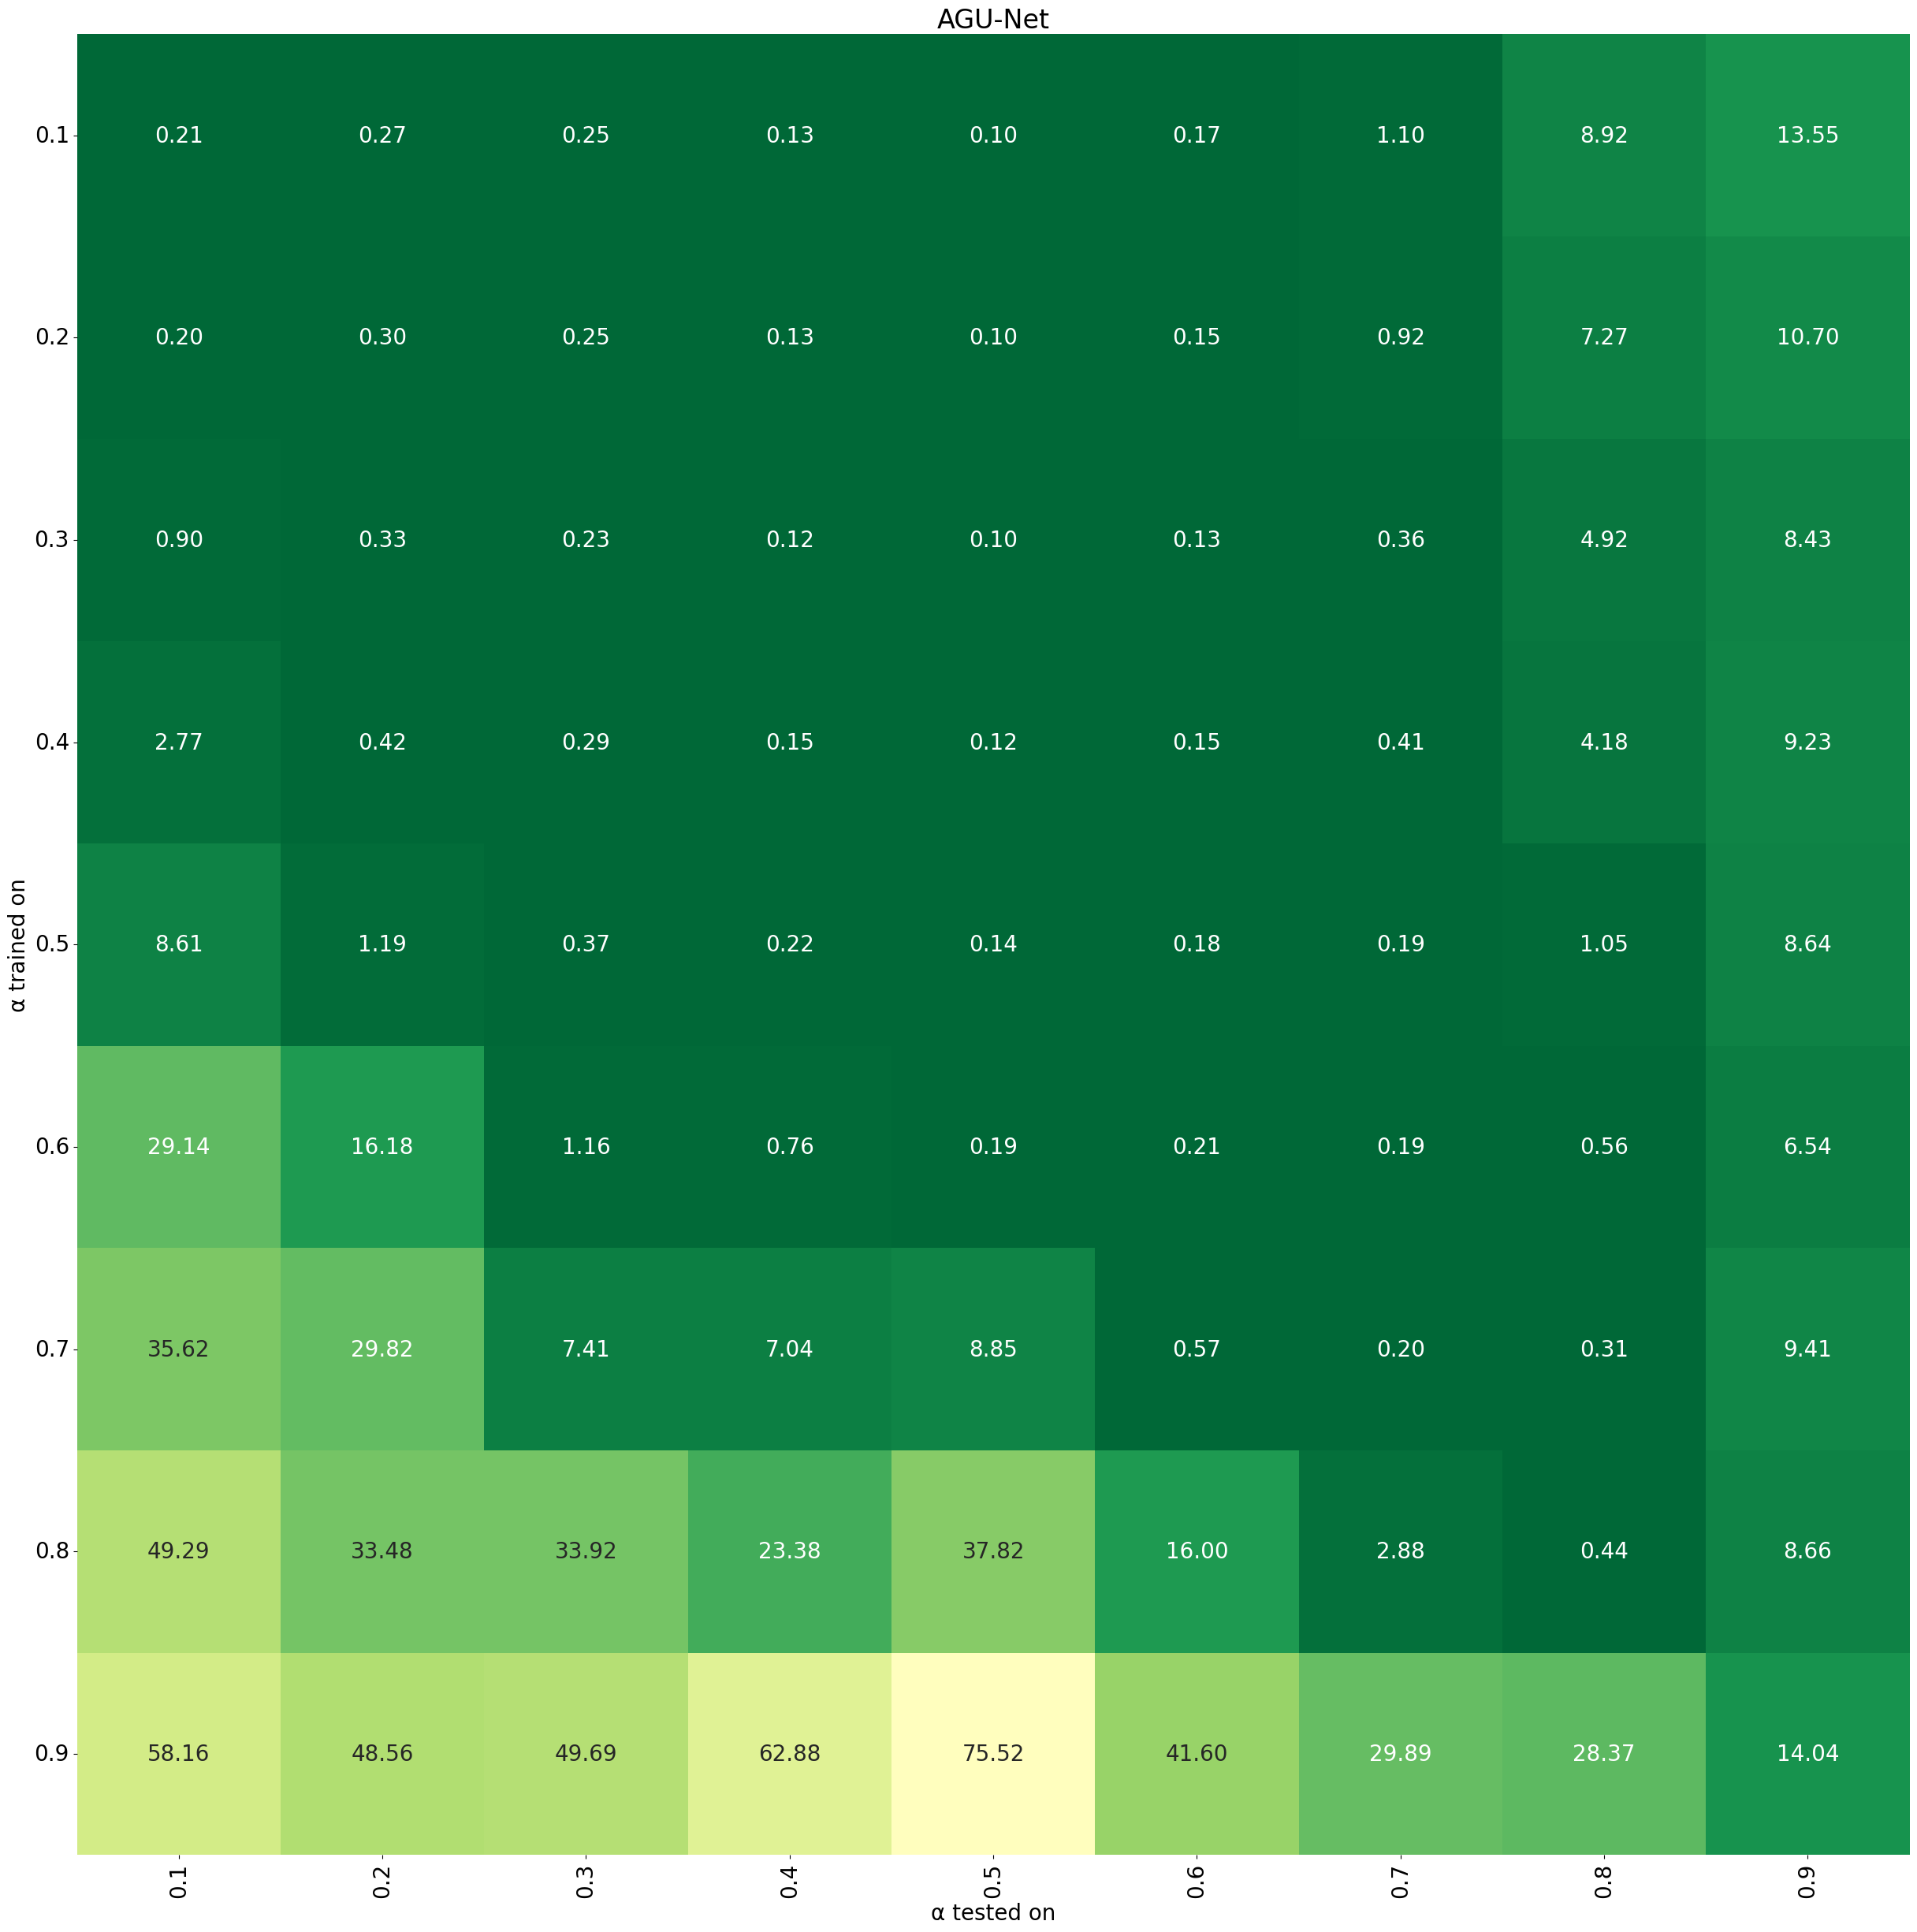 AGU-Net
0.1 0.21 0.27 0.25 0.13 0.10 0.17 1.10 8.92 13.55
0.2 0.20 0.30 0.25 0.13 0.10 0.15 0.92 7.27 10.70
0.3 0.90 0.33 0.23 0.12 0.10 0.13 0.36 4.92 8.43
0.4 2.77 0.42 0.29 0.15 0.12 0.15 0.41 4.18 9.23
α trained on
0.5 8.61 1.19 0.37 0.22 0.14 0.18 0.19 1.05 8.64
0.6 29.14 16.18 1.16 0.76 0.19 0.21 0.19 0.56 6.54
0.7 35.62 29.82 7.41 7.04 8.85 0.57 0.20 0.31 9.41
0.8 49.29 33.48 33.92 23.38 37.82 16.00 2.88 0.44 8.66
0.9 58.16 48.56 49.69 62.88 75.52 41.60 29.89 28.37 14.04
0.1 0.2 0.3 0.4 0.5 0.6 0.7 0.8 0.9
α tested on